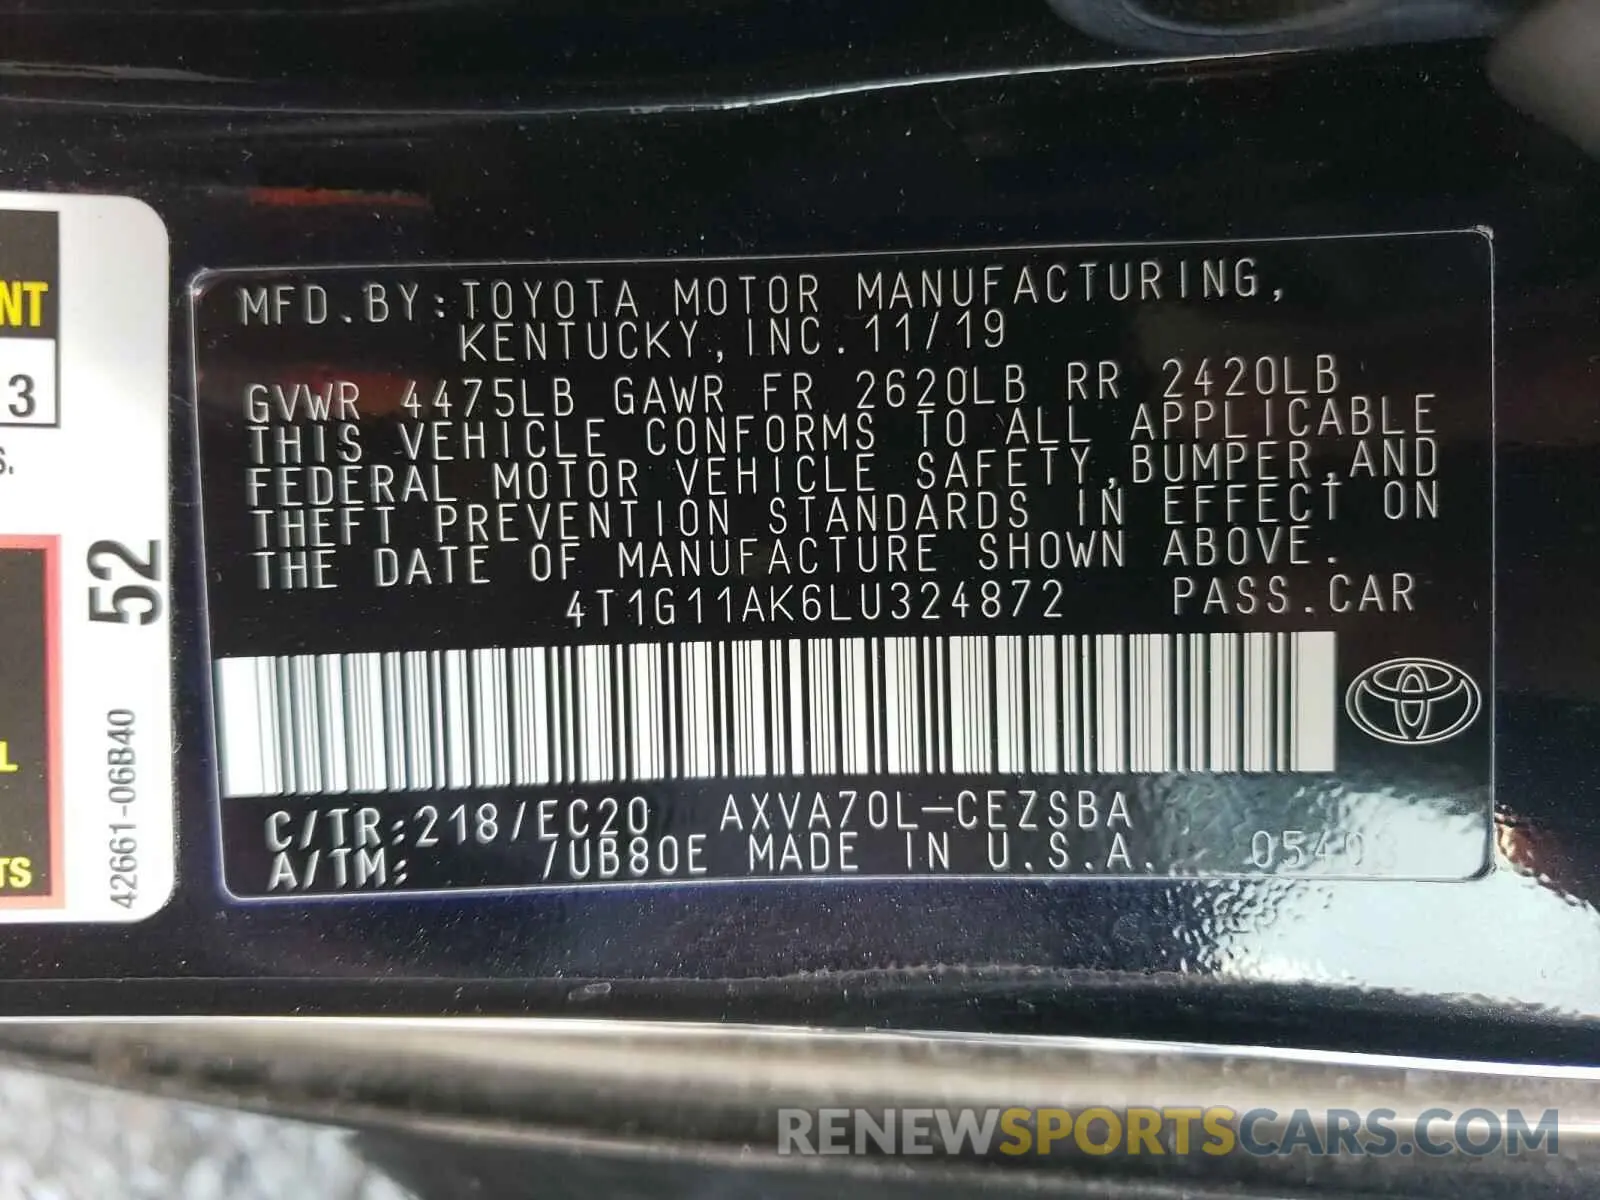 MFD.BY:TOYOTA MOTOR MANUFACTURING,
KENTUCKY,INC.11/19
GVWR 4475LB GAWR FR 2620LB RR 2420LB
THIS VEHICLE CONFORMS TO ALL APPLICABLE
FEDERAL MOTOR VEHICLE SAFETY,BUMPER,AND
THEFT PREVENTION STANDARDS IN EFFECT ON
THE DATE OF MANUFACTURE SHOWN ABOVE.
4T1G11AK6LU324872 PASS.CAR
C/TR:218/EC20 AXVA70L-CEZSBA
A/TM: /UB80E MADE IN U.S.A.
NT
3
S.
52
L
TS
42661-06B40
RENEWSPORTSCARS.COM